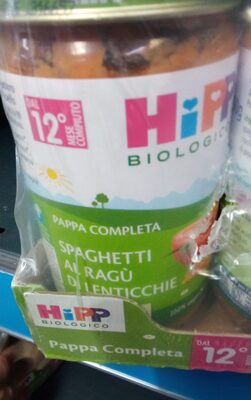 DAL
12°
MESE
COMPIUTO
HiPP
BIOLOGICO
PAPPA COMPLETA
SPAGHETTI
AL RAGÙ
DI LENTICCHIE
100%
HiPP
BIOLOGICO
Pappa Completa
DAL 12°